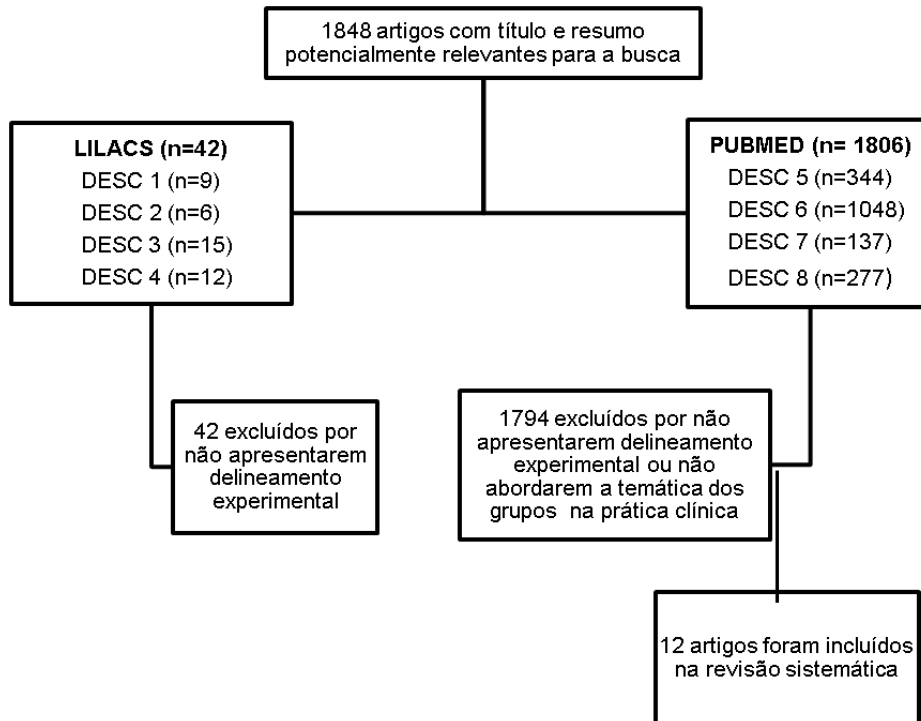 1848 artigos com título e resumo
potencialmente relevantes para a busca
LILACS (n=42)
DESC 1 (n=9)
DESC 2 (n=6)
DESC 3 (n=15)
DESC 4 (n=12)
PUBMED (n= 1806)
DESC 5 (n=344)
DESC 6 (n=1048)
DESC 7 (n=137)
DESC 8 (n=277)
42 excluídos por
não apresentarem
delineamento
experimental
1794 excluídos por não
apresentarem delineamento
experimental ou não
abordarem a temática dos
grupos na prática clínica
12 artigos foram incluídos
na revisão sistemática